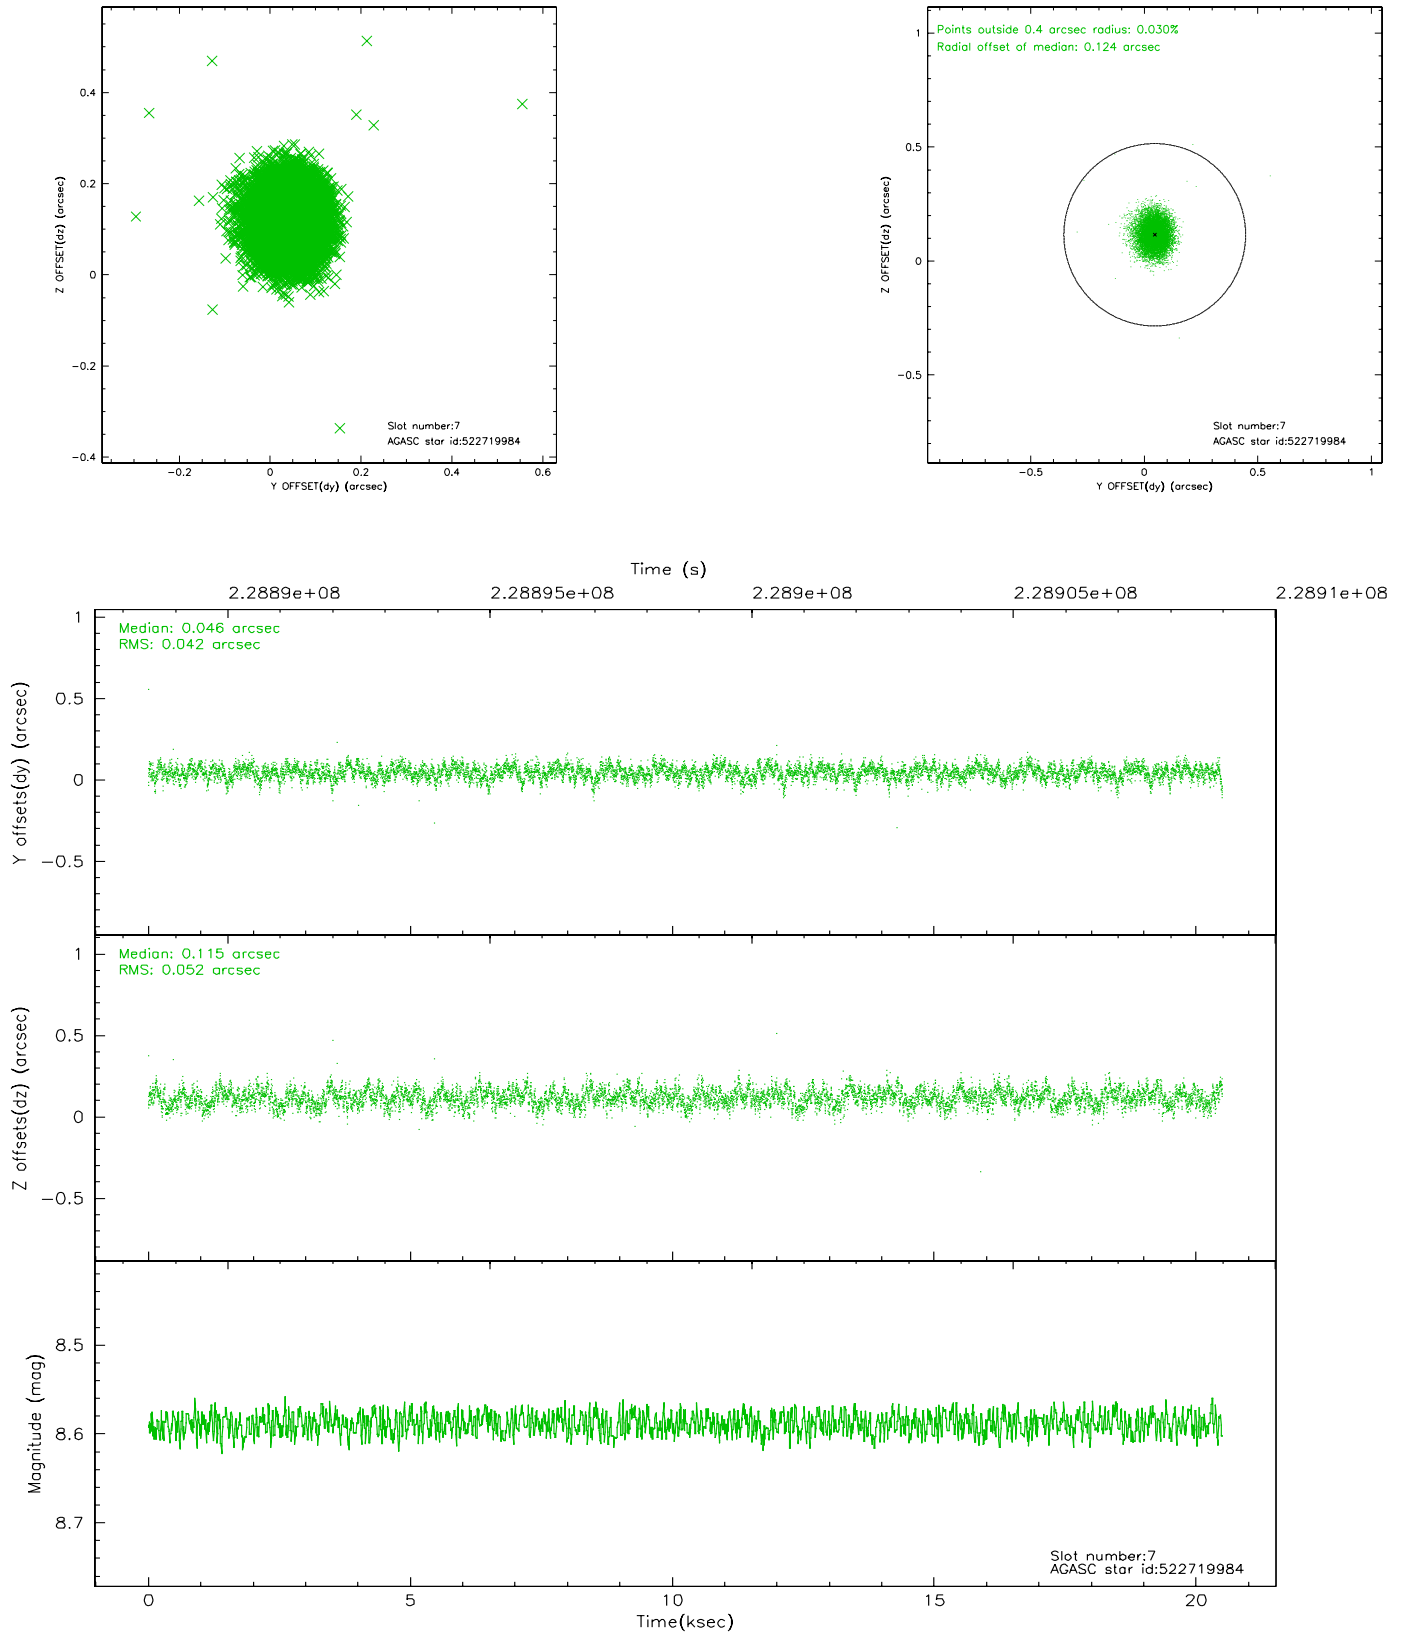 0.4
0.2
0
−0.2
−0.4
Z OFFSET(dz) (arcsec)
Slot number:7
AGASC star id:522719984
−0.2 0 0.2 0.4 0.6
Y OFFSET(dy) (arcsec)
Points outside 0.4 arcsec radius: 0.030%
Radial offset of median: 0.124 arcsec
1
0.5
0
−0.5
Z OFFSET(dz) (arcsec)
Slot number:7
AGASC star id:522719984
−0.5 0 0.5 1
Y OFFSET(dy) (arcsec)
Time (s)
2.2889e+08 2.28895e+08 2.289e+08 2.28905e+08 2.2891e+08
Median: 0.046 arcsec
RMS: 0.042 arcsec
1
0.5
0
−0.5
Y offsets(dy) (arcsec)
Median: 0.115 arcsec
RMS: 0.052 arcsec
1
0.5
0
−0.5
Z offsets(dz) (arcsec)
8.5
8.6
8.7
Magnitude (mag)
Slot number:7
AGASC star id:522719984
0 5 10 15 20
Time(ksec)